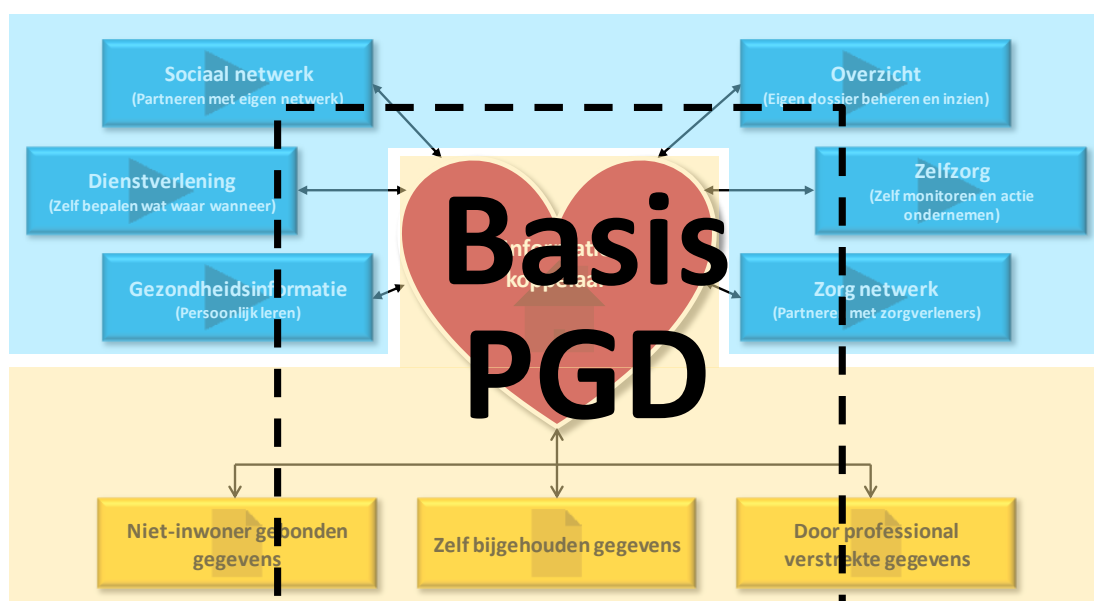 Sociaal netwerk
(Partneren met eigen netwerk)
Overzicht
(Eigen dossier beheren en inzien)
Dienstverlening
(Zelf bepalen wat waar wanneer)
Zelfzorg
(Zelf monitoren en actie
ondernemen)
Gezondheidsinformatie
(Persoonlijk leren)
Zorg netwerk
(Partneren met zorgverleners)
Informatie
koppelaar
Basis
PGD
Niet-inwoner gebonden
gegevens
Zelf bijgehouden gegevens
Door professional
verstrekte gegevens